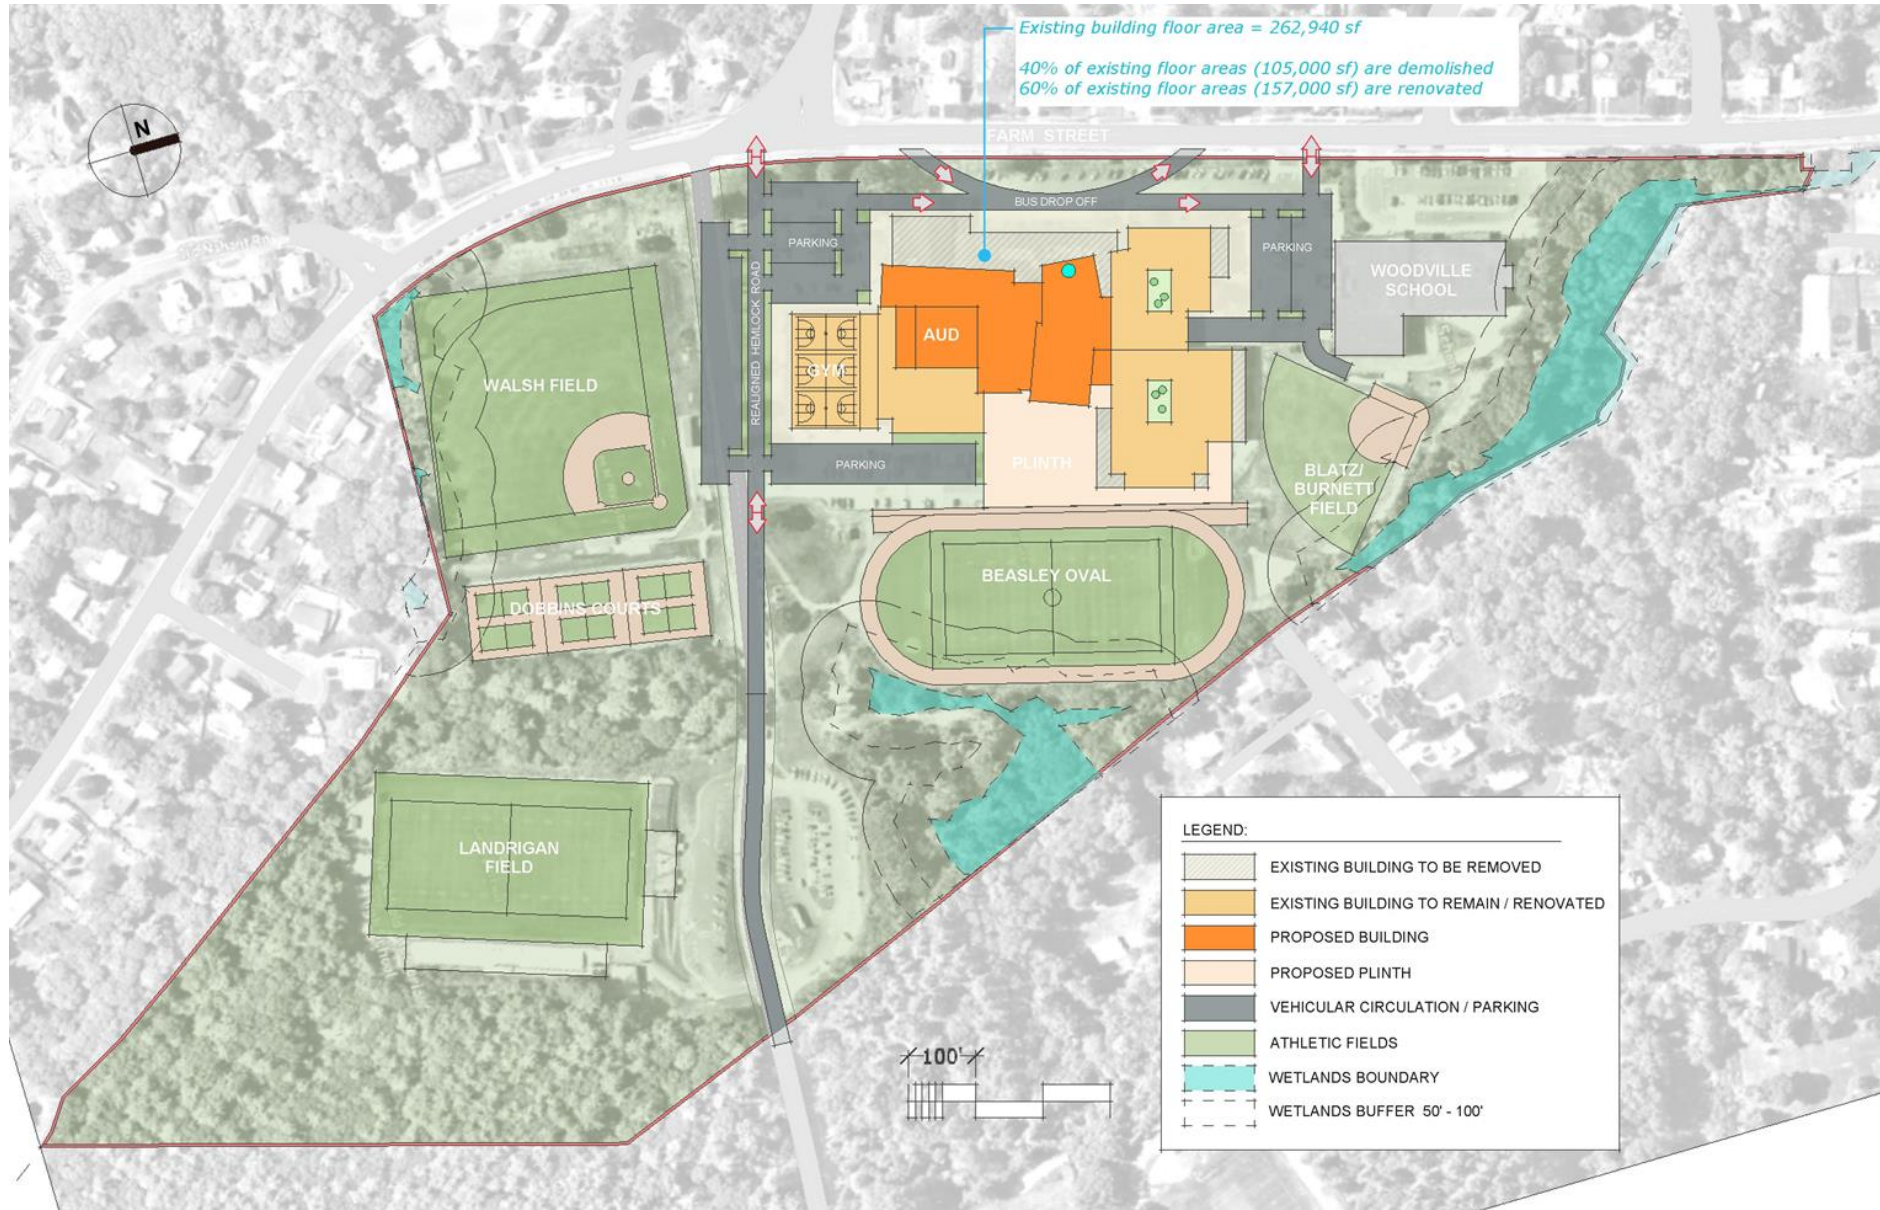 Existing building floor area = 262,940 sf
40% of existing floor areas (105,000 sf) are demolished
60% of existing floor areas (157,000 sf) are renovated
N
FARM STREET
BUS DROP OFF
PARKING
PARKING
WOODVILLE
SCHOOL
REALIGNED HEMLOCK ROAD
AUD
GYM
WALSH FIELD
PARKING
PLINTH
BLATZ/
BURNETT
FIELD
BEASLEY OVAL
DOBBINS COURTS
LANDRIGAN
FIELD
100'
LEGEND:
EXISTING BUILDING TO BE REMOVED
EXISTING BUILDING TO REMAIN / RENOVATED
PROPOSED BUILDING
PROPOSED PLINTH
VEHICULAR CIRCULATION / PARKING
ATHLETIC FIELDS
WETLANDS BOUNDARY
WETLANDS BUFFER 50' - 100'